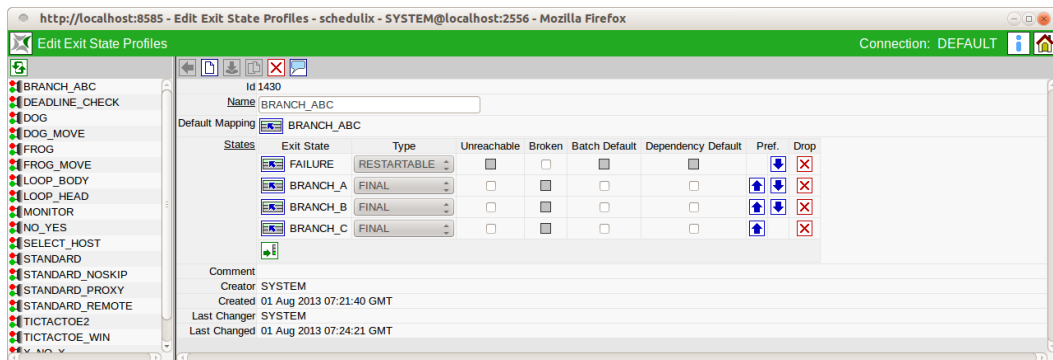 http://localhost:8585 - Edit Exit State Profiles - schedulix - SYSTEM@localhost:2556 - Mozilla Firefox
Edit Exit State Profiles Connection: DEFAULT
BRANCH_ABC
DEADLINE_CHECK
DOG
DOG_MOVE
FROG
FROG_MOVE
LOOP_BODY
LOOP_HEAD
MONITOR
NO_YES
SELECT_HOST
STANDARD
STANDARD_NOSKIP
STANDARD_PROXY
STANDARD_REMOTE
TICTACTOE2
TICTACTOE_WIN
X_NO_X
Id 1430
Name BRANCH_ABC
Default Mapping BRANCH_ABC
States Exit State Type Unreachable Broken Batch Default Dependency Default Pref. Drop
FAILURE RESTARTABLE
BRANCH_A FINAL
BRANCH_B FINAL
BRANCH_C FINAL
Comment
Creator SYSTEM
Created 01 Aug 2013 07:21:40 GMT
Last Changer SYSTEM
Last Changed 01 Aug 2013 07:24:21 GMT